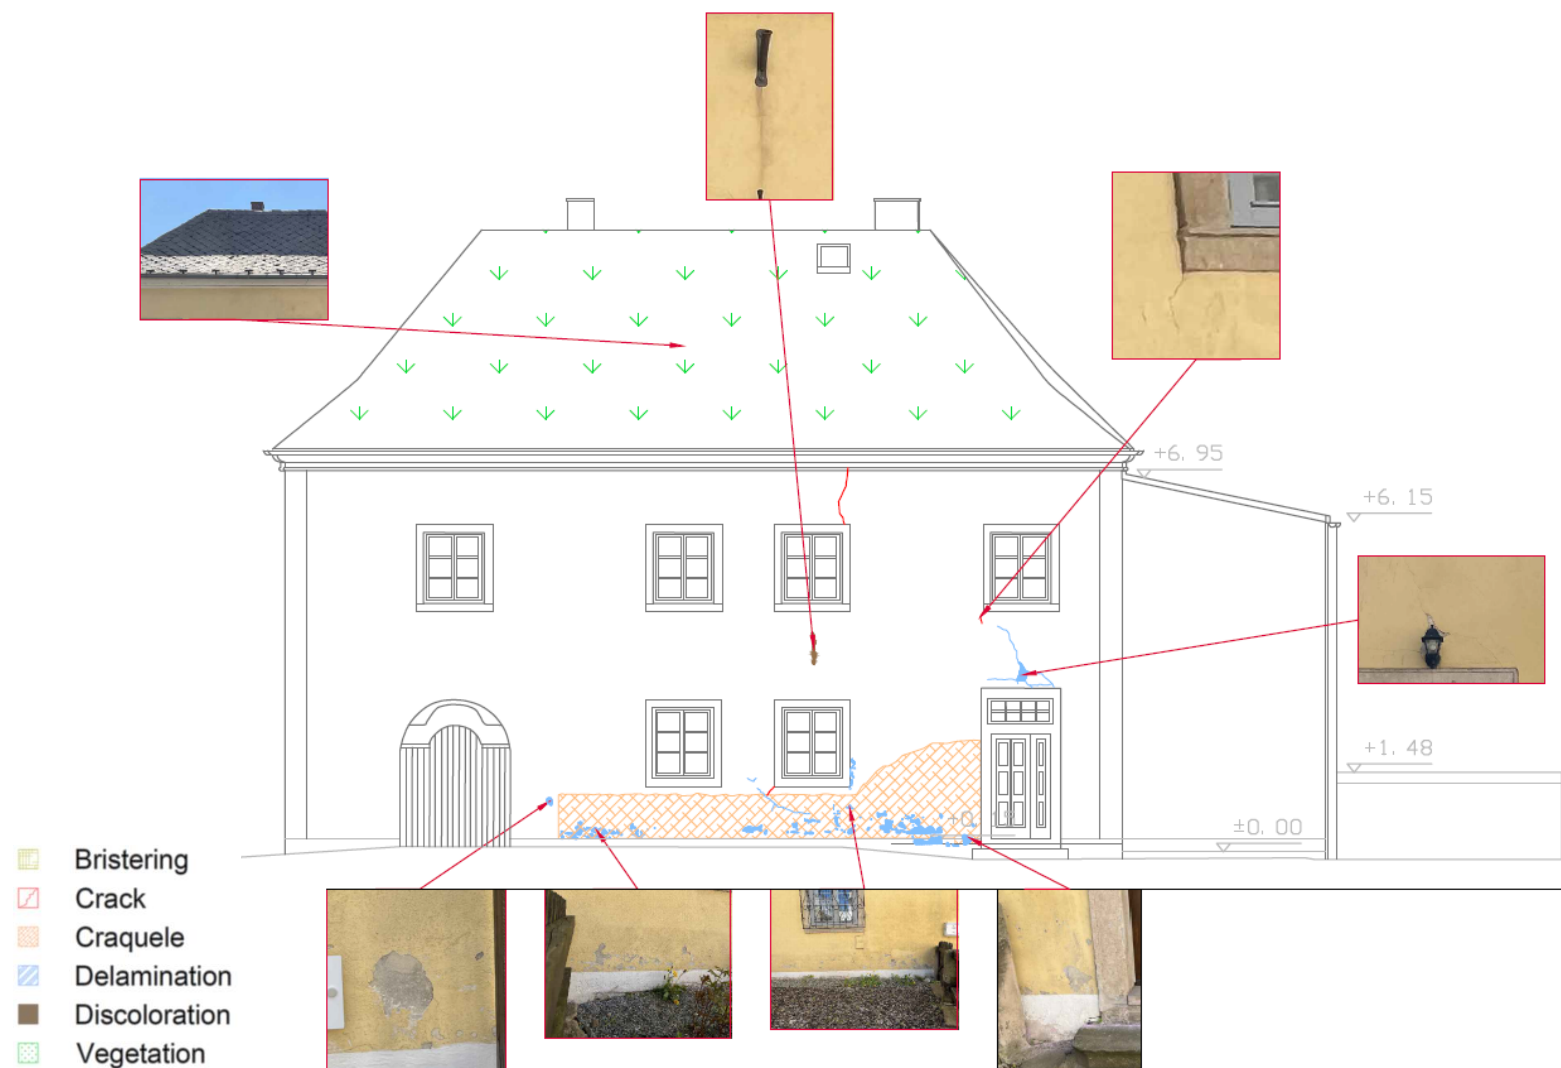 +6, 95
+6, 15
+1, 48
±0, 00
Bristering
Crack
Craquele
Delamination
Discoloration
Vegetation